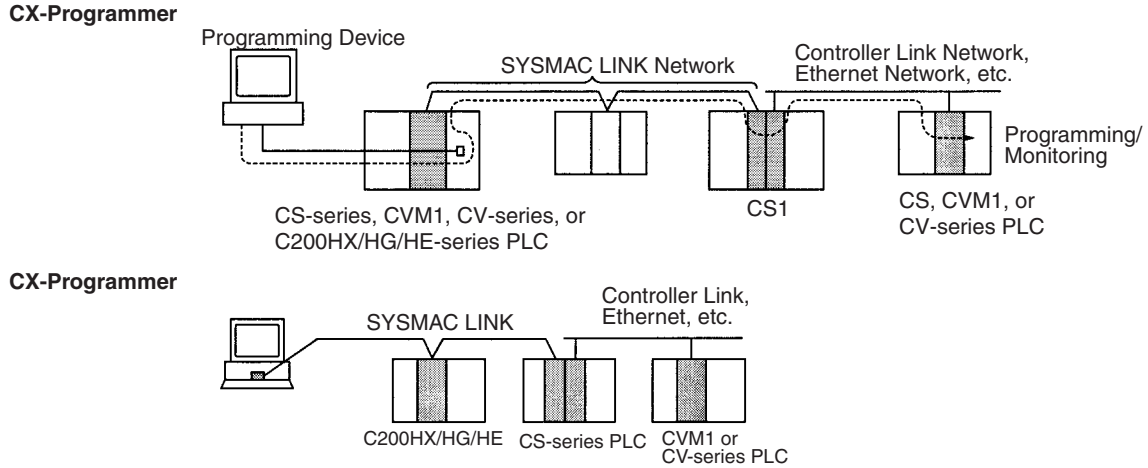 CX-Programmer
Programming Device
SYSMAC LINK Network
Controller Link Network,
Ethernet Network, etc.
Programming/
Monitoring
CS-series, CVM1, CV-series, or
C200HX/HG/HE-series PLC
CS1
CS, CVM1, or
CV-series PLC
CX-Programmer
SYSMAC LINK
Controller Link,
Ethernet, etc.
C200HX/HG/HE
CS-series PLC
CVM1 or
CV-series PLC